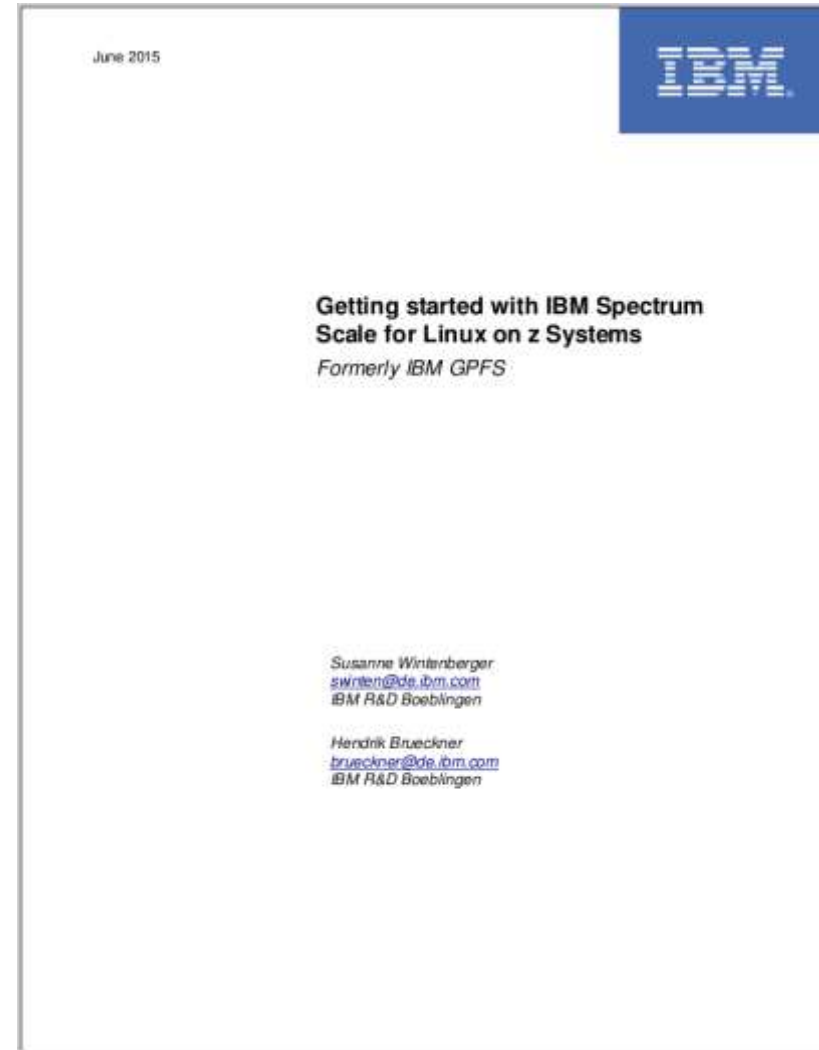 June 2015
IBM
Getting started with IBM Spectrum
Scale for Linux on z Systems
Formerly IBM GPFS
Susanne Wintenberger
swinten@de.ibm.com
IBM R&D Boeblingen
Hendrik Brueckner
brueckner@de.ibm.com
IBM R&D Boeblingen